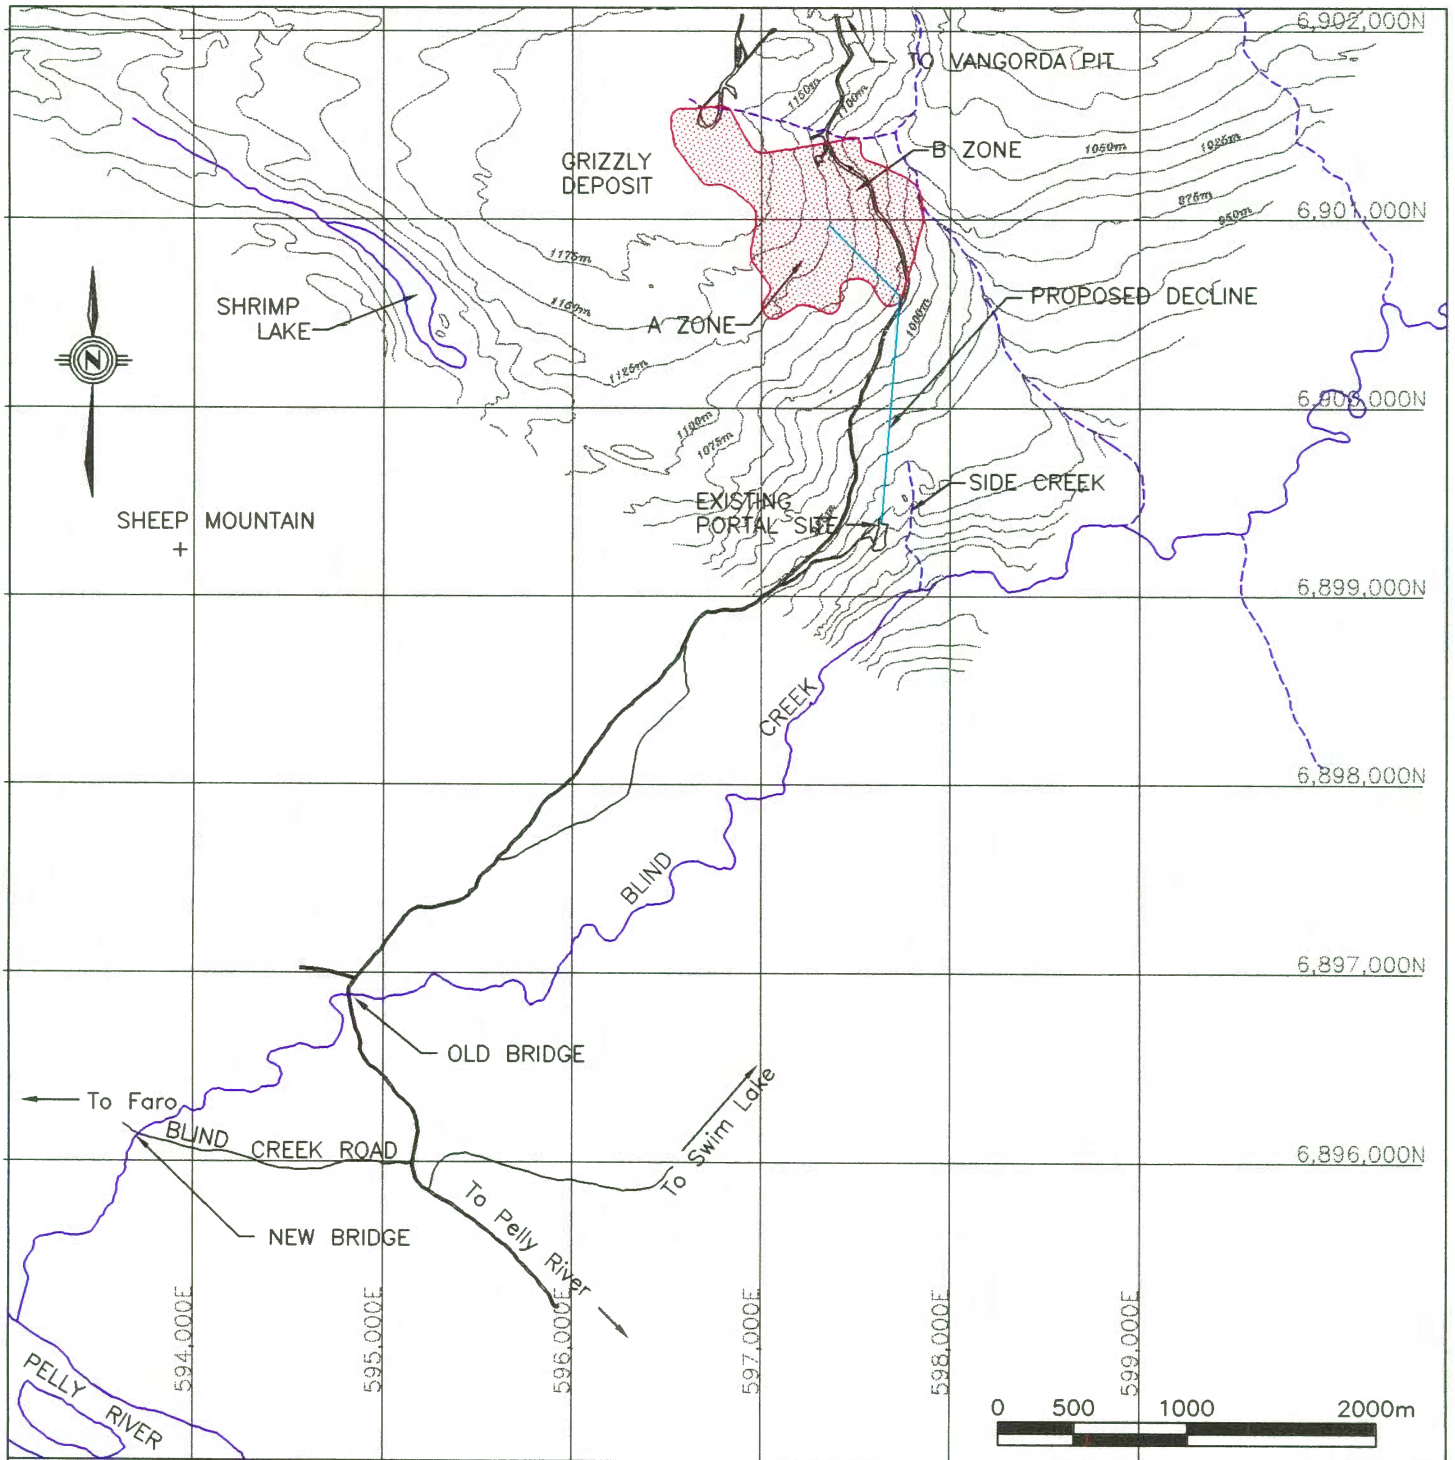 6,902,000N
TO VANGORDA PIT
1150m
1100m
GRIZZLY
DEPOSIT
B ZONE
1050m
1025m
975m
950m
6,901,000N
1175m
1150m
SHRIMP
LAKE
A ZONE
1000m
PROPOSED DECLINE
N
1125m
6,900,000N
1100m
1075m
EXISTING
PORTAL SITE
SIDE CREEK
SHEEP MOUNTAIN
6,899,000N
CREEK
6,898,000N
BLIND
6,897,000N
OLD BRIDGE
To Faro
BLIND CREEK ROAD
To Swim Lake
6,896,000N
To Pelly River
NEW BRIDGE
594,000E
595,000E
596,000E
597,000E
598,000E
599,000E
PELLY
RIVER
0 500 1000 2000m